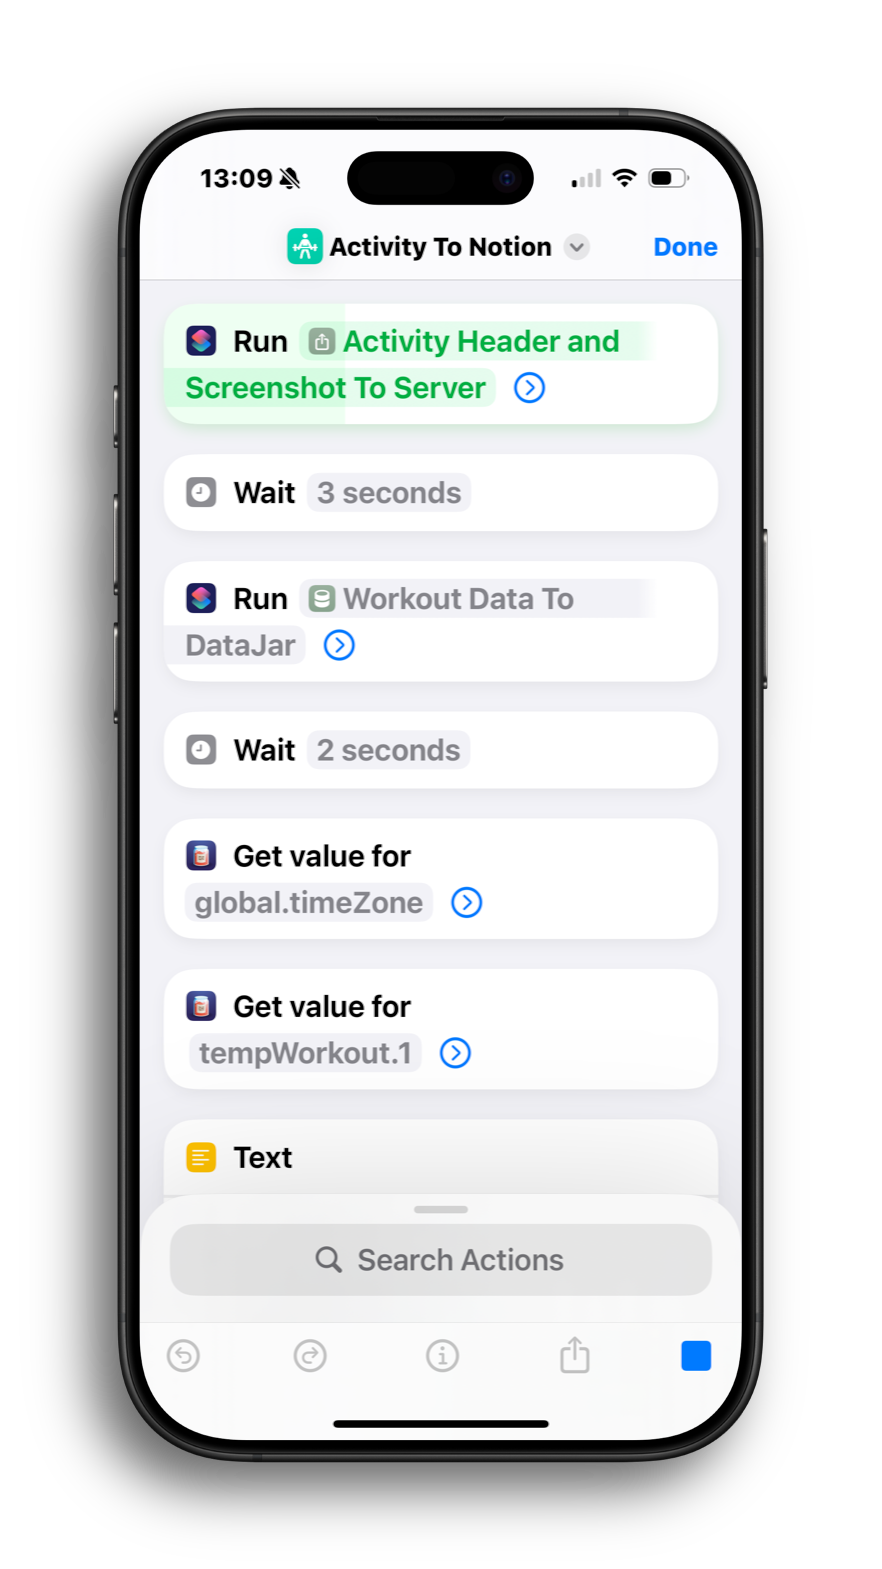 13:09
Activity To Notion
Done
Run Activity Header and
Screenshot To Server
Wait 3 seconds
Run Workout Data To
DataJar
Wait 2 seconds
Get value for
global.timeZone
Get value for
tempWorkout.1
Text
Search Actions